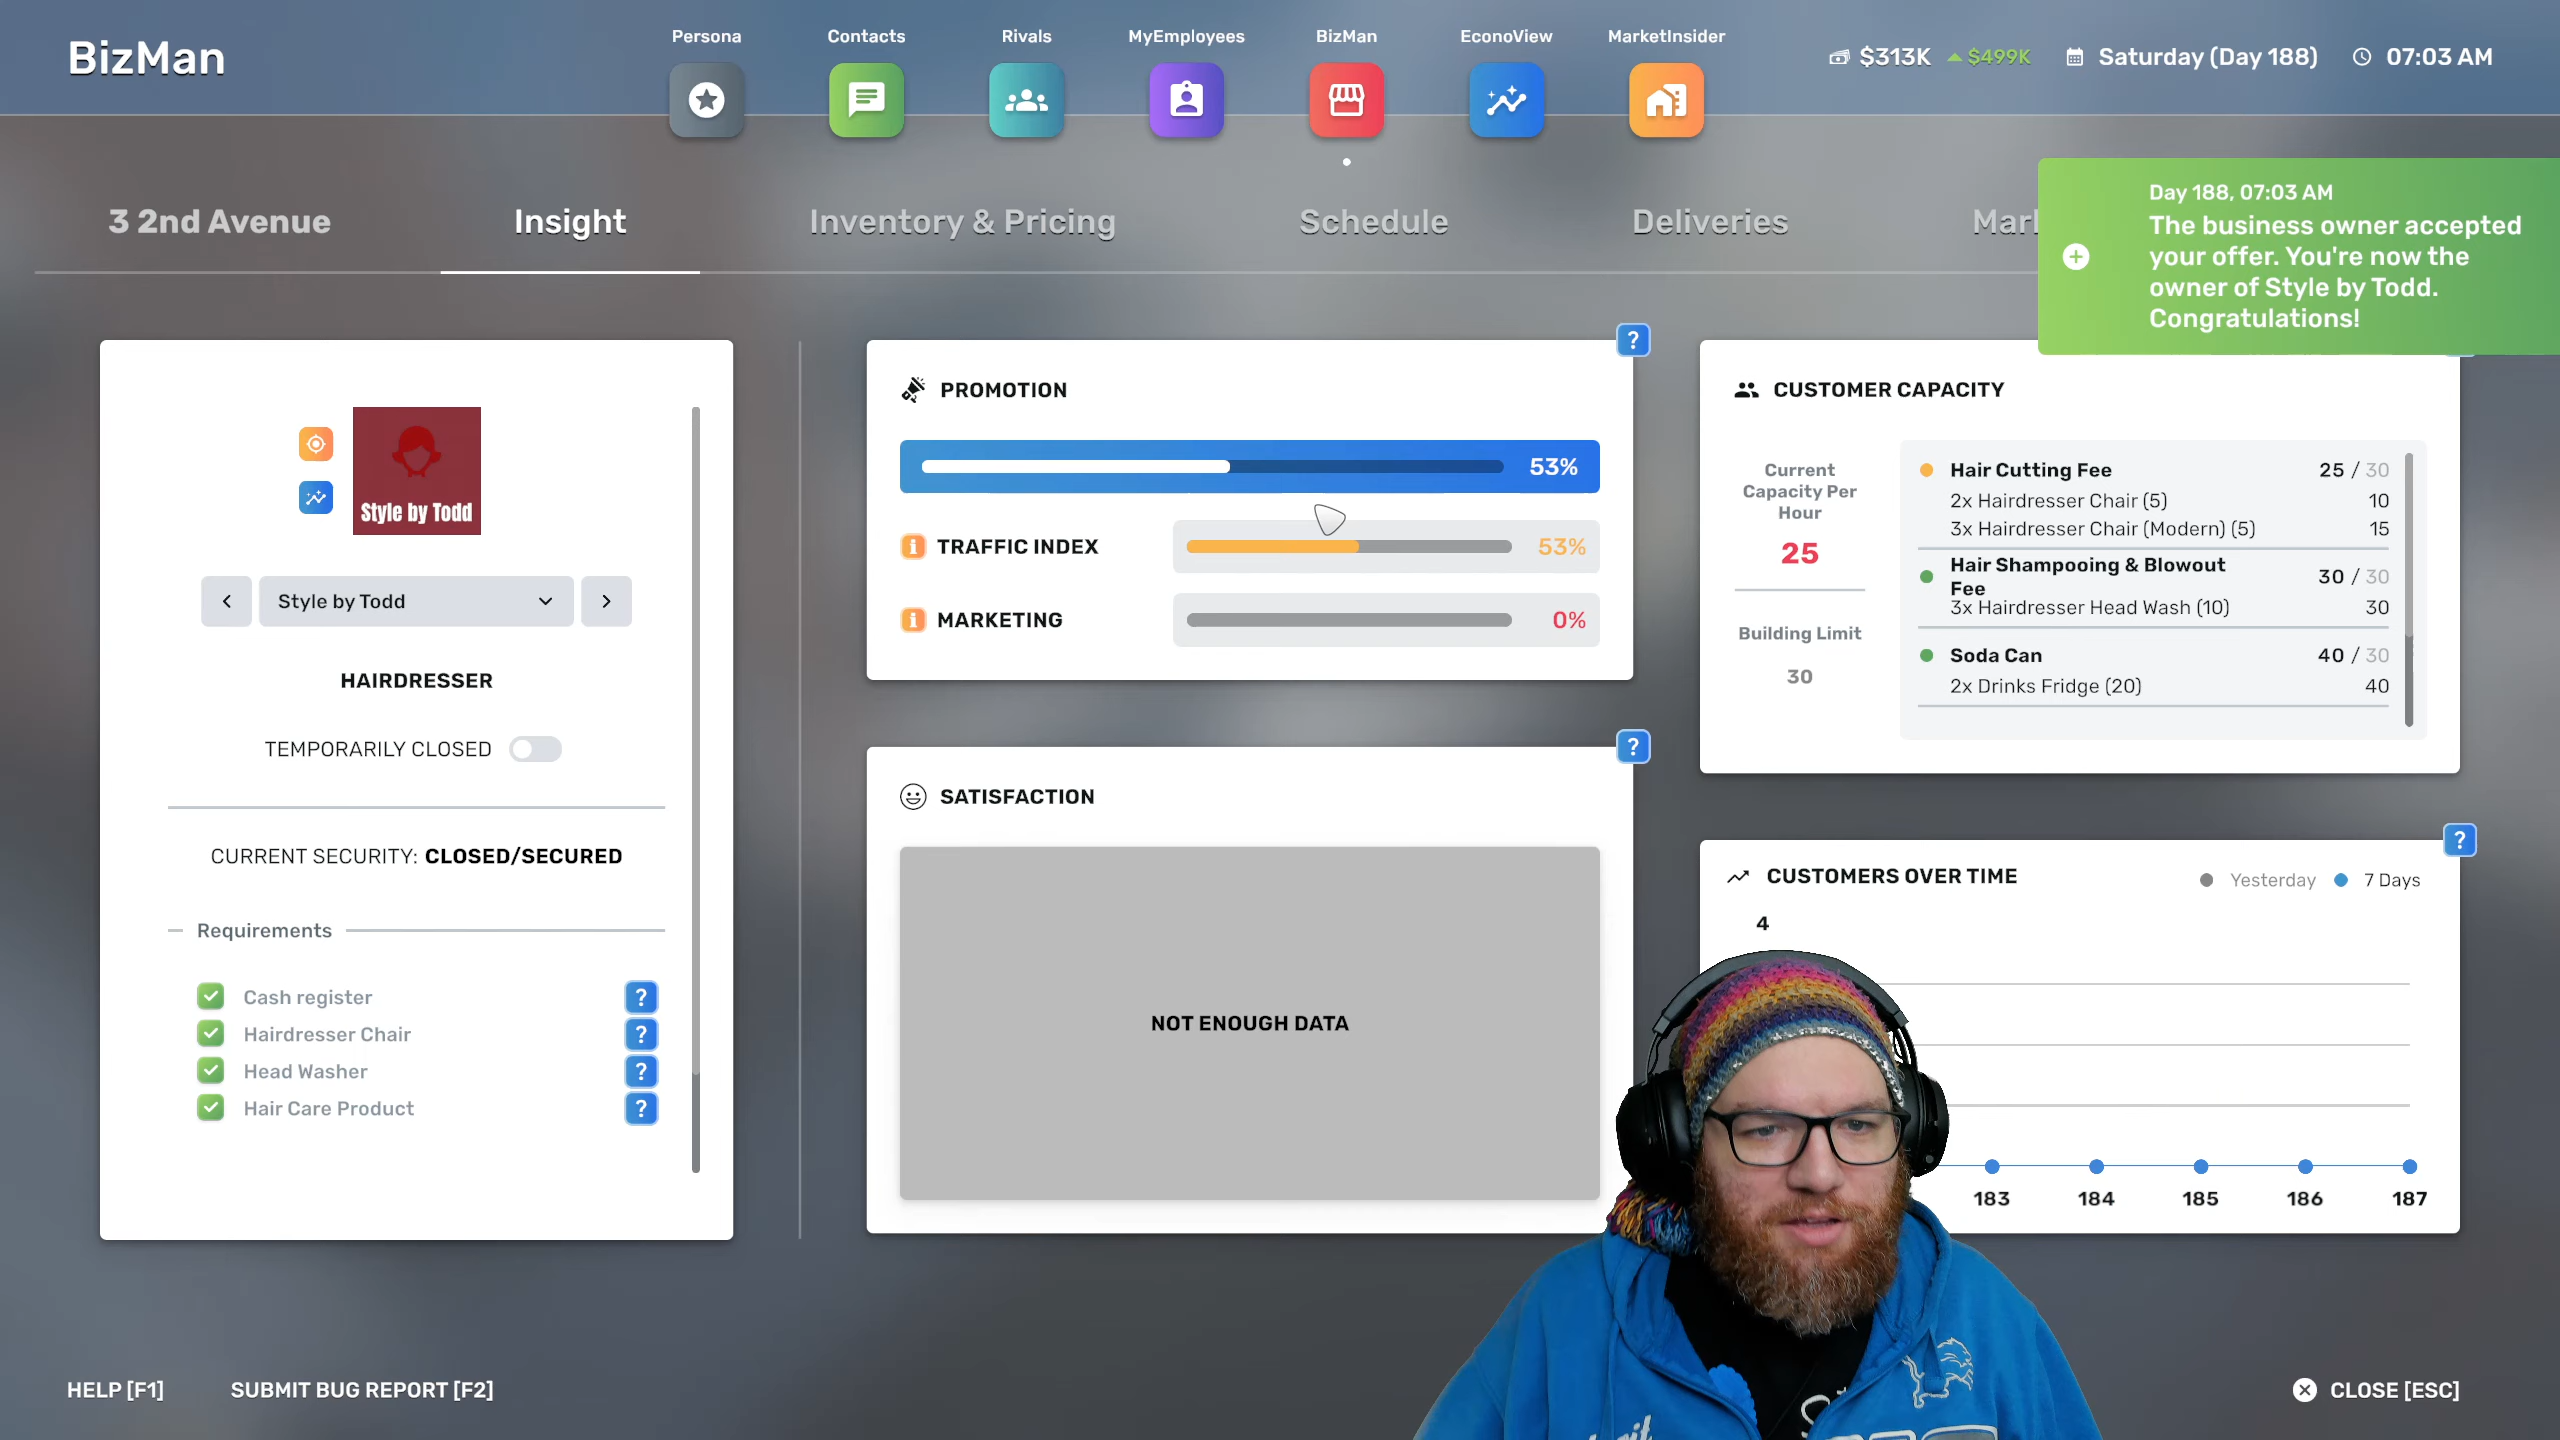 BizMan
Persona
Contacts
Rivals
MyEmployees
BizMan
EconoView
MarketInsider
$313K
$499K
Saturday (Day 188)
07:03 AM
3 2nd Avenue
Insight
Inventory & Pricing
Schedule
Deliveries
Day 188, 07:03 AM
The business owner accepted
your offer. You're now the
owner of Style by Todd.
Congratulations!
Style by Todd
Style by Todd
HAIRDRESSER
TEMPORARILY CLOSED
CURRENT SECURITY: CLOSED/SECURED
Requirements
Cash register ?
Hairdresser Chair ?
Head Washer ?
Hair Care Product ?
?
PROMOTION
53%
TRAFFIC INDEX 53%
MARKETING 0%
?
SATISFACTION
NOT ENOUGH DATA
CUSTOMER CAPACITY
Current
Capacity Per
Hour
25
Building Limit
30
Hair Cutting Fee 25 / 30
2x Hairdresser Chair (5) 10
3x Hairdresser Chair (Modern) (5) 15
Hair Shampooing & Blowout
Fee 30 / 30
3x Hairdresser Head Wash (10) 30
Soda Can 40 / 30
2x Drinks Fridge (20) 40
?
CUSTOMERS OVER TIME
Yesterday
7 Days
4
183 184 185 186 187
HELP [F1]
SUBMIT BUG REPORT [F2]
CLOSE [ESC]